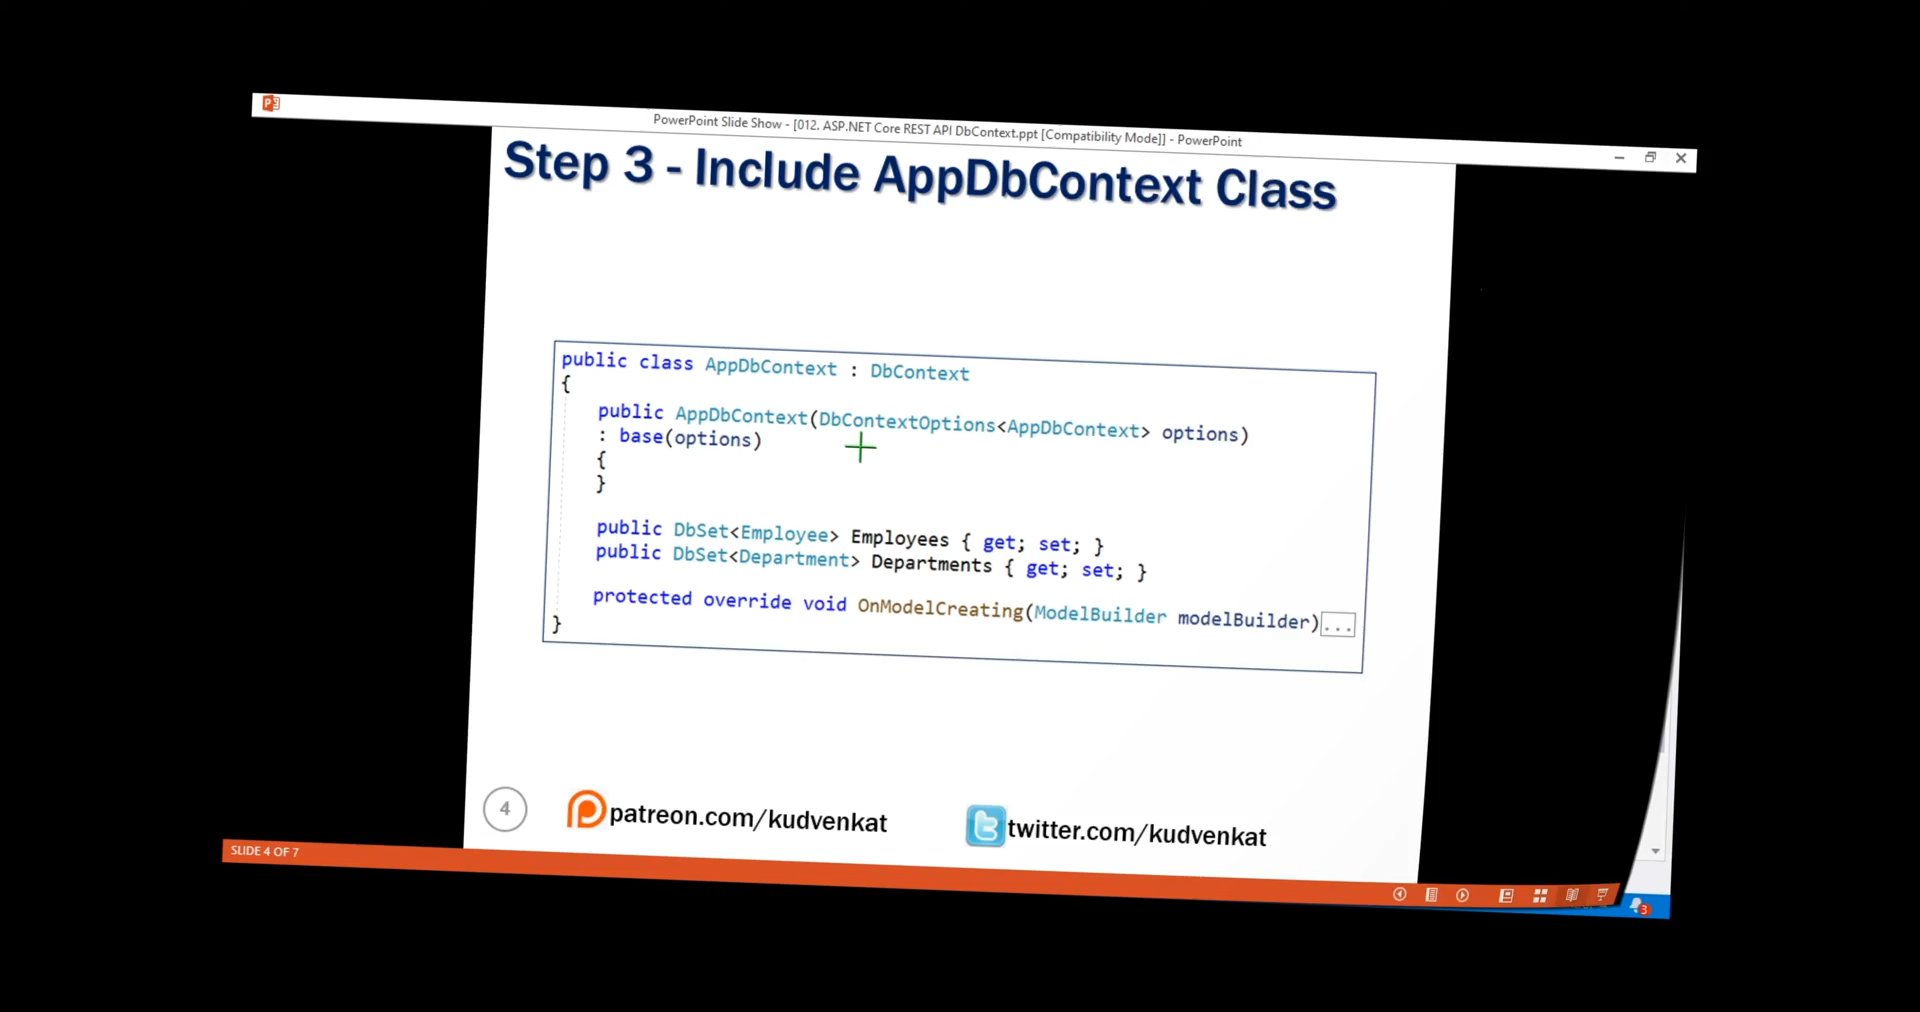 PowerPoint Slide Show - [012. ASP.NET Core REST API DbContext.ppt [Compatibility Mode]] - PowerPoint
Step 3 - Include AppDbContext Class
public class AppDbContext : DbContext
{
public AppDbContext(DbContextOptions<AppDbContext> options)
: base(options)
{
}
public DbSet<Employee> Employees { get; set; }
public DbSet<Department> Departments { get; set; }
protected override void OnModelCreating(ModelBuilder modelBuilder)...
}
4
patreon.com/kudvenkat
twitter.com/kudvenkat
SLIDE 4 OF 7
3